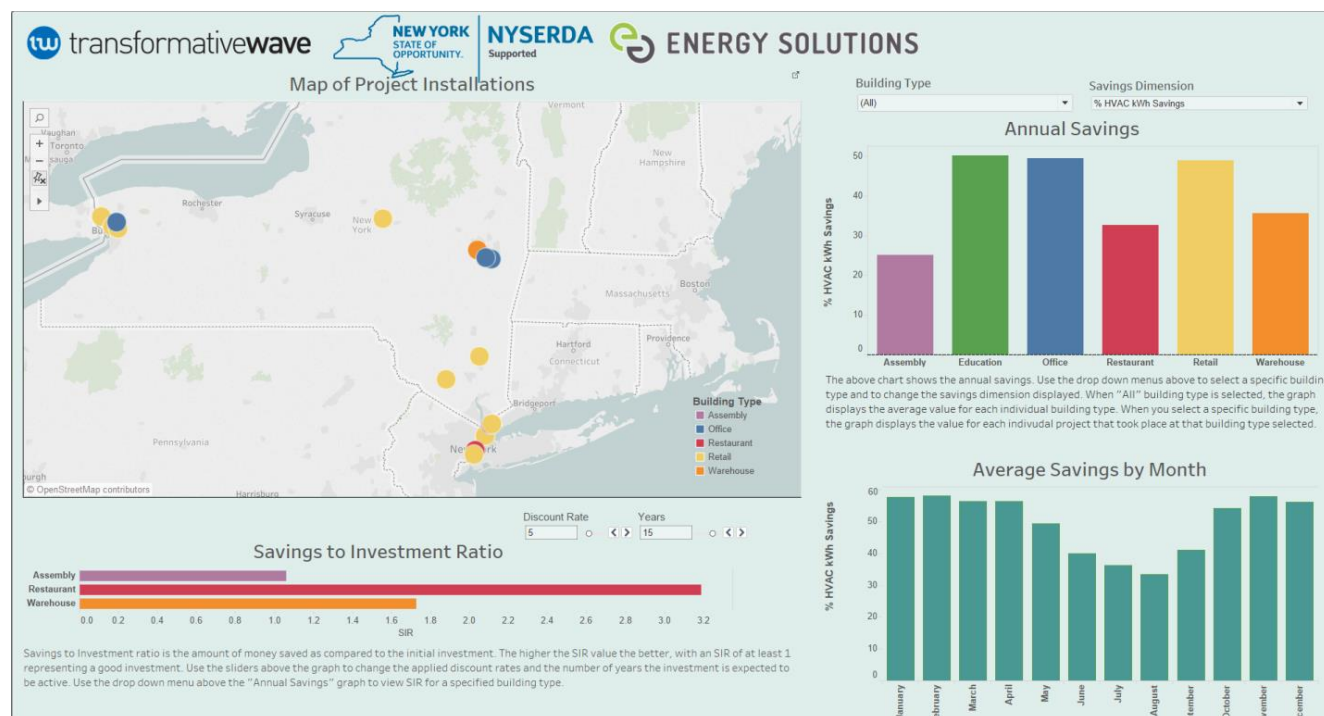 tw transformativewave
NEW YORK
STATE OF
OPPORTUNITY.
NYSERDA
Supported
ENERGY SOLUTIONS
Map of Project Installations
Building Type
Savings Dimension
(All)
% HVAC kWh Savings
Vaughan
Toronto
Rochester
Syracuse
New
York
Vermont
New
Hampshire
Massachusetts
Boston
Hartford
Connecticut
Providence
Bridgeport
Pennsylvania
Harrisburg
© OpenStreetMap contributors
Building Type
Assembly
Office
Restaurant
Retail
Warehouse
Annual Savings
% HVAC kWh Savings
50
40
30
20
10
0
Assembly Education Office Restaurant Retail Warehouse
The above chart shows the annual savings. Use the drop down menus above to select a specific buildin
type and to change the savings dimension displayed. When "All" building type is selected, the graph
displays the average value for each individual building type. When you select a specific building type,
the graph displays the value for each indivudal project that took place at that building type selected.
Discount Rate
5
Years
15
Savings to Investment Ratio
Assembly
Restaurant
Warehouse
0.0 0.2 0.4 0.6 0.8 1.0 1.2 1.4 1.6 1.8 2.0 2.2 2.4 2.6 2.8 3.0 3.2
SIR
Savings to Investment ratio is the amount of money saved as compared to the initial investment. The higher the SIR value the better, with an SIR of at least 1
representing a good investment. Use the sliders above the graph to change the applied discount rates and the number of years the investment is expected to
be active. Use the drop down menu above the "Annual Savings" graph to view SIR for a specified building type.
Average Savings by Month
% HVAC kWh Savings
60
50
40
30
20
10
0
March April May June July August October